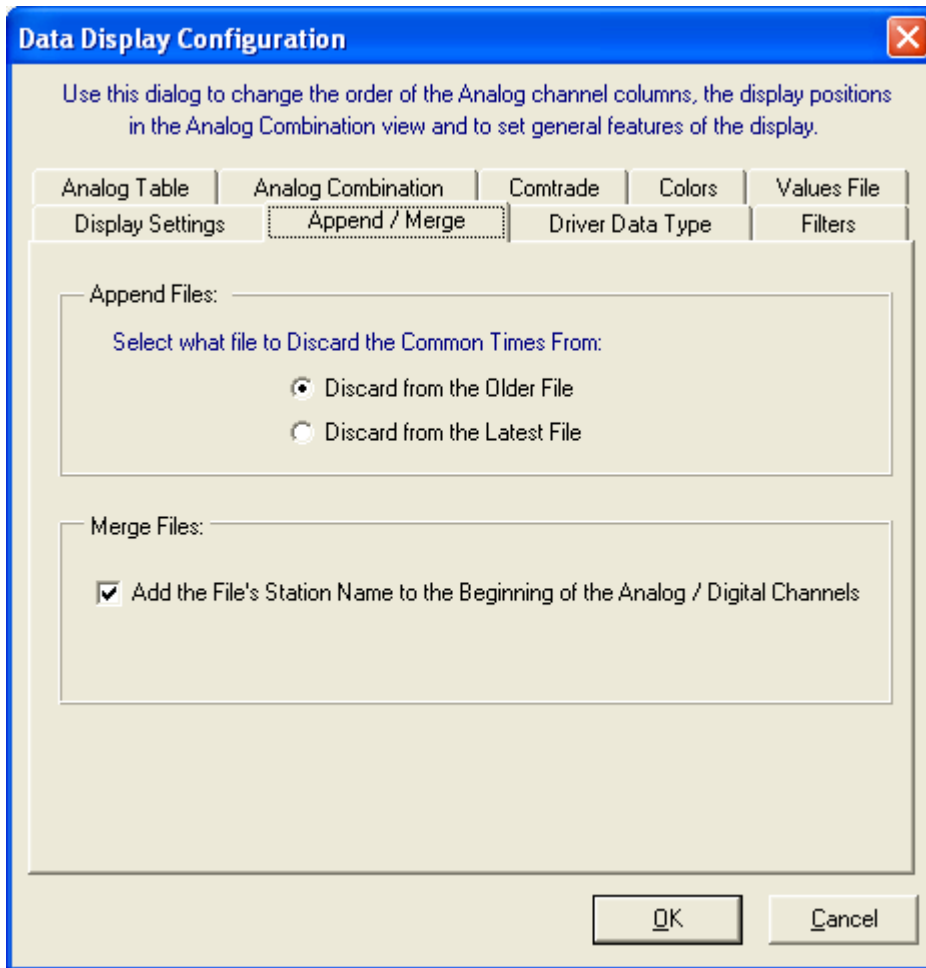 Data Display Configuration
Use this dialog to change the order of the Analog channel columns, the display positions
in the Analog Combination view and to set general features of the display.
Analog Table
Analog Combination
Comtrade
Colors
Values File
Display Settings
Append / Merge
Driver Data Type
Filters
Append Files:
Select what file to Discard the Common Times From:
Discard from the Older File
Discard from the Latest File
Merge Files:
Add the File's Station Name to the Beginning of the Analog / Digital Channels
OK
Cancel